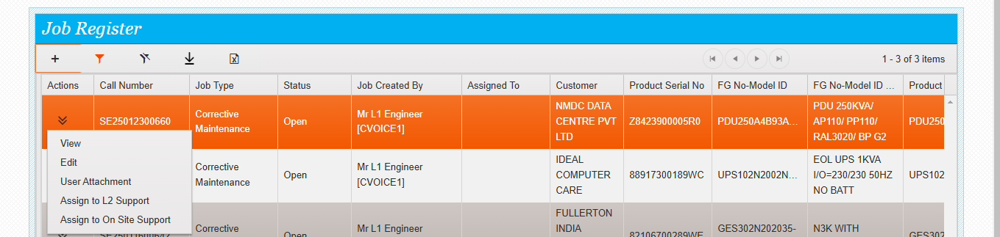 Job Register
1 - 3 of 3 items
Actions Call Number Job Type Status Job Created By Assigned To Customer Product Serial No FG No-Model ID FG No-Model ID ... Product
SE25012300660 Corrective Maintenance Open Mr L1 Engineer [CVOICE1] NMDC DATA CENTRE PVT LTD Z8423900005R0 PDU250A4B93A... PDU 250KVA/ AP110/ PP110/ RAL3020/ BP G2 PDU250
View
Edit
User Attachment
Assign to L2 Support
Assign to On Site Support
Corrective Maintenance Open Mr L1 Engineer [CVOICE1] IDEAL COMPUTER CARE 88917300189WC UPS102N2002N... EOL UPS 1KVA I/O=230/230 50HZ NO BATT UPS102
Corrective Open Mr L1 Engineer FULLERTON INDIA 82106700289WE GES302N202035- N3K WITH GES302